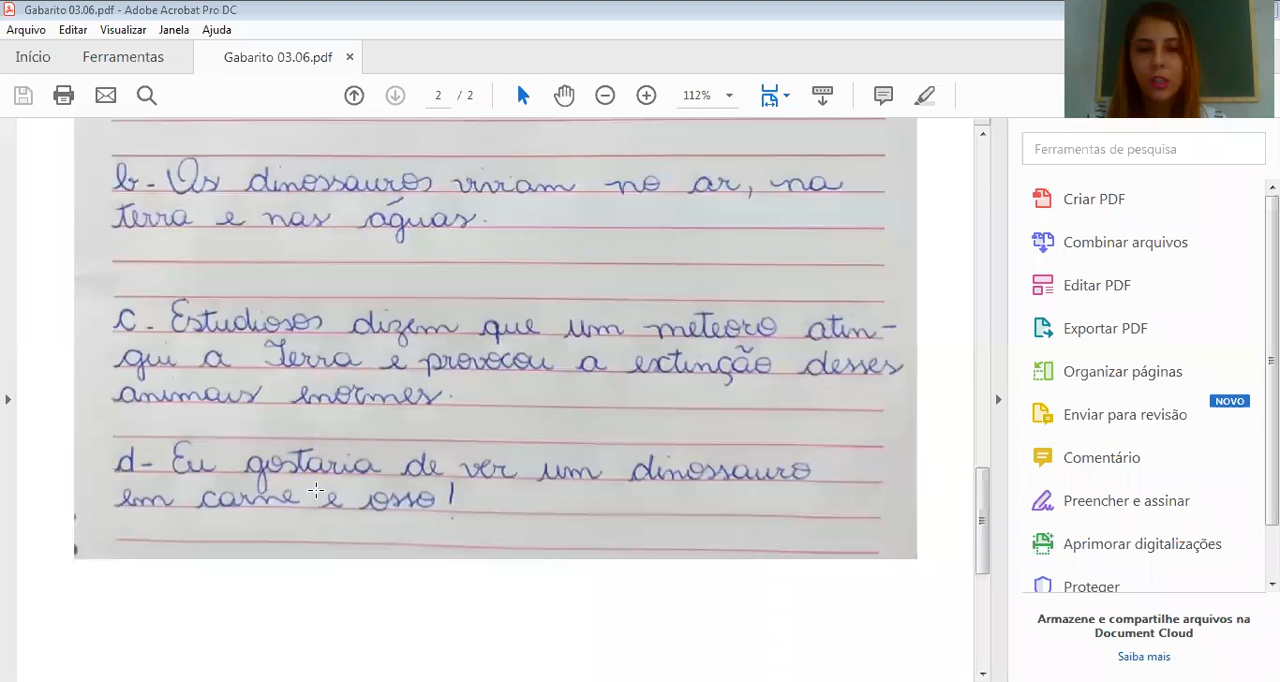 Gabarito 03.06.pdf - Adobe Acrobat Pro DC
Arquivo Editar Visualizar Janela Ajuda
Início Ferramentas Gabarito 03.06.pdf ×
2 / 2 112%
b - Os dinossauros viviam no ar, na
terra e nas águas.
c - Estudiosos dizem que um meteoro atin-
giu a Terra e provocou a extinção desses
animais enormes.
d - Eu gostaria de ver um dinossauro
em carne e osso!
Ferramentas de pesquisa
Criar PDF
Combinar arquivos
Editar PDF
Exportar PDF
Organizar páginas
NOVO
Enviar para revisão
Comentário
Preencher e assinar
Aprimorar digitalizações
Proteger
Armazene e compartilhe arquivos na
Document Cloud
Saiba mais